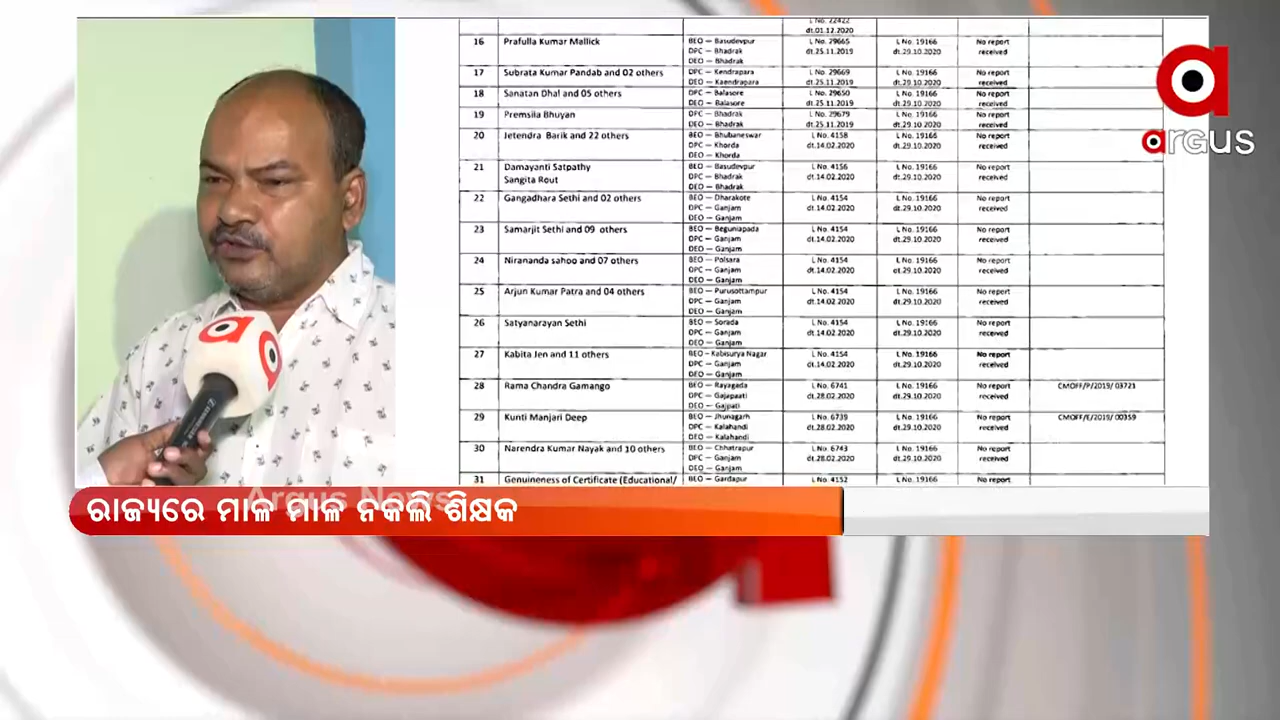 L No. 22422
dt.01.12.2020
16 Prafulla Kumar Mallick BEO — Basudevpur L No. 29665 L No. 19166 No report
DPC — Bhadrak dt.25.11.2019 dt.29.10.2020 received
DEO — Bhadrak
17 Subrata Kumar Pandab and 02 others DPC — Kendrapara L No. 29669 L No. 19166 No report
DEO — Kaendrapara dt.25.11.2019 dt.29.10.2020 received
18 Sanatan Dhal and 05 others DPC — Balasore L No. 29650 L No. 19166 No report
DEO — Balasore dt.25.11.2019 dt.29.10.2020 received
19 Premsila Bhuyan DPC — Bhadrak L No. 29679 L No. 19166 No report
DEO — Bhadrak dt.25.11.2019 dt.29.10.2020 received
20 Jetendra Barik and 22 others BEO — Bhubaneswar L No. 4158 L No. 19166 No report
DPC — Khorda dt.14.02.2020 dt.29.10.2020 received
DEO — Khorda
21 Damayanti Satpathy BEO — Basudevpur L No. 4156 L No. 19166 No report
Sangita Rout DPC — Bhadrak dt.14.02.2020 dt.29.10.2020 received
DEO — Bhadrak
22 Gangadhara Sethi and 02 others BEO — Dharakote L No. 4154 L No. 19166 No report
DPC — Ganjam dt.14.02.2020 dt.29.10.2020 received
DEO — Ganjam
23 Samarjit Sethi and 09 others BEO — Beguniapada L No. 4154 L No. 19166 No report
DPC — Ganjam dt.14.02.2020 dt.29.10.2020 received
DEO — Ganjam
24 Nirananda sahoo and 07 others BEO — Polsara L No. 4154 L No. 19166 No report
DPC — Ganjam dt.14.02.2020 dt.29.10.2020 received
DEO — Ganjam
25 Arjun Kumar Patra and 04 others BEO — Purusottampur L No. 4154 L No. 19166 No report
DPC — Ganjam dt.14.02.2020 dt.29.10.2020 received
DEO — Ganjam
26 Satyanarayan Sethi BEO — Sorada L No. 4154 L No. 19166 No report
DPC — Ganjam dt.14.02.2020 dt.29.10.2020 received
DEO — Ganjam
27 Kabita Jen and 11 others BEO — Kabisurya Nagar L No. 4154 L No. 19166 No report
DPC — Ganjam dt.14.02.2020 dt.29.10.2020 received
DEO — Ganjam
28 Rama Chandra Gamango BEO — Rayagada L No. 6741 L No. 19166 No report CMOFF/P/2019/ 03723
DPC — Gajapaati dt.28.02.2020 dt.29.10.2020 received
DEO — Gajpati
29 Kunti Manjari Deep BEO — Jhunagarh L No. 6739 L No. 19166 No report CMOFF/E/2019/ 00359
DPC — Kalahandi dt.28.02.2020 dt.29.10.2020 received
DEO — Kalahandi
30 Narendra Kumar Nayak and 10 others BEO — Chhatrapur L No. 6743 L No. 19166 No report
DPC — Ganjam dt.28.02.2020 dt.29.10.2020 received
DEO — Ganjam
31 Genuineness of Certificate (Educational/ BEO — Gardapur L No. 4152 L No. 19166 No report
argus
Argus News
ରାଜ୍ୟରେ ମାଳ ମାଳ ନକଲି ଶିକ୍ଷକ